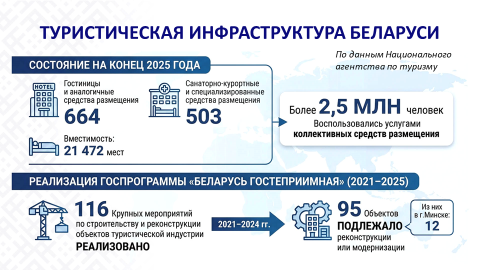 ТУРИСТИЧЕСКАЯ ИНФРАСТРУКТУРА БЕЛАРУСИ
СОСТОЯНИЕ НА КОНЕЦ 2025 ГОДА
По данным Национального
агентства по туризму
HOTEL
Гостиницы
и аналогичные
средства размещения
664
Санаторно-курортные
и специализированные
средства размещения
503
Вместимость:
21 472 мест
Более 2,5 МЛН человек
Воспользовались услугами
коллективных средств размещения
РЕАЛИЗАЦИЯ ГОСПРОГРАММЫ «БЕЛАРУСЬ ГОСТЕПРИИМНАЯ» (2021–2025)
116 Крупных мероприятий
по строительству и реконструкции
объектов туристической индустрии
РЕАЛИЗОВАНО
2021–2024 гг.
95 Объектов
ПОДЛЕЖАЛО
реконструкции
или модернизации
Из них
в г.Минске:
12